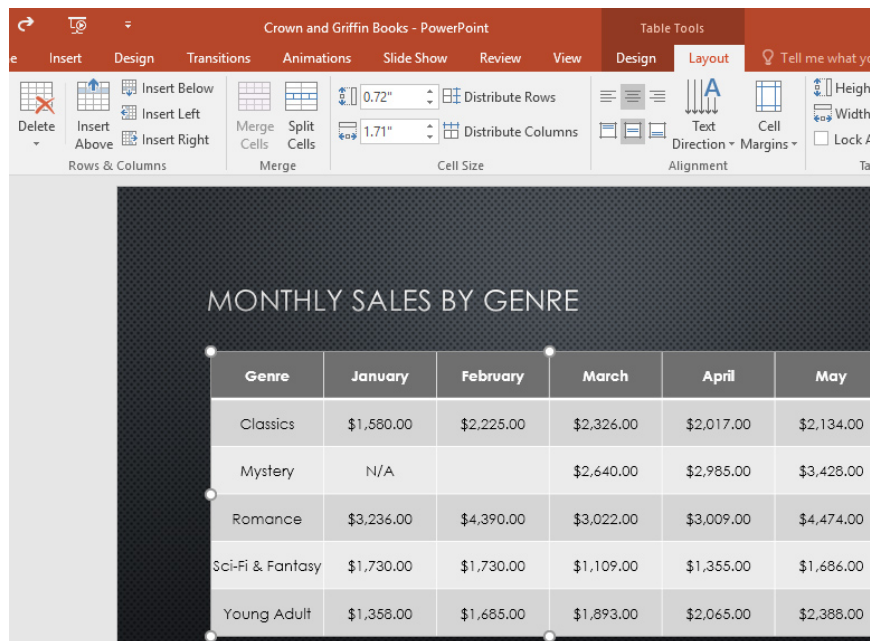 Crown and Griffin Books - PowerPoint Table Tools
Insert Design Transitions Animations Slide Show Review View Design Layout Tell me what
Delete
Insert
Above
Insert Below
Insert Left
Insert Right
Rows & Columns
Merge
Cells
Split
Cells
Merge
0.72"
Distribute Rows
1.71"
Distribute Columns
Cell Size
Text
Direction
Cell
Margins
Alignment
Heigh
Width
Lock A
Ta
MONTHLY SALES BY GENRE
Genre January February March April May
Classics $1,580.00 $2,225.00 $2,326.00 $2,017.00 $2,134.00
Mystery N/A $2,640.00 $2,985.00 $3,428.00
Romance $3,236.00 $4,390.00 $3,022.00 $3,009.00 $4,474.00
Sci-Fi & Fantasy $1,730.00 $1,730.00 $1,109.00 $1,355.00 $1,686.00
Young Adult $1,358.00 $1,685.00 $1,893.00 $2,065.00 $2,388.00